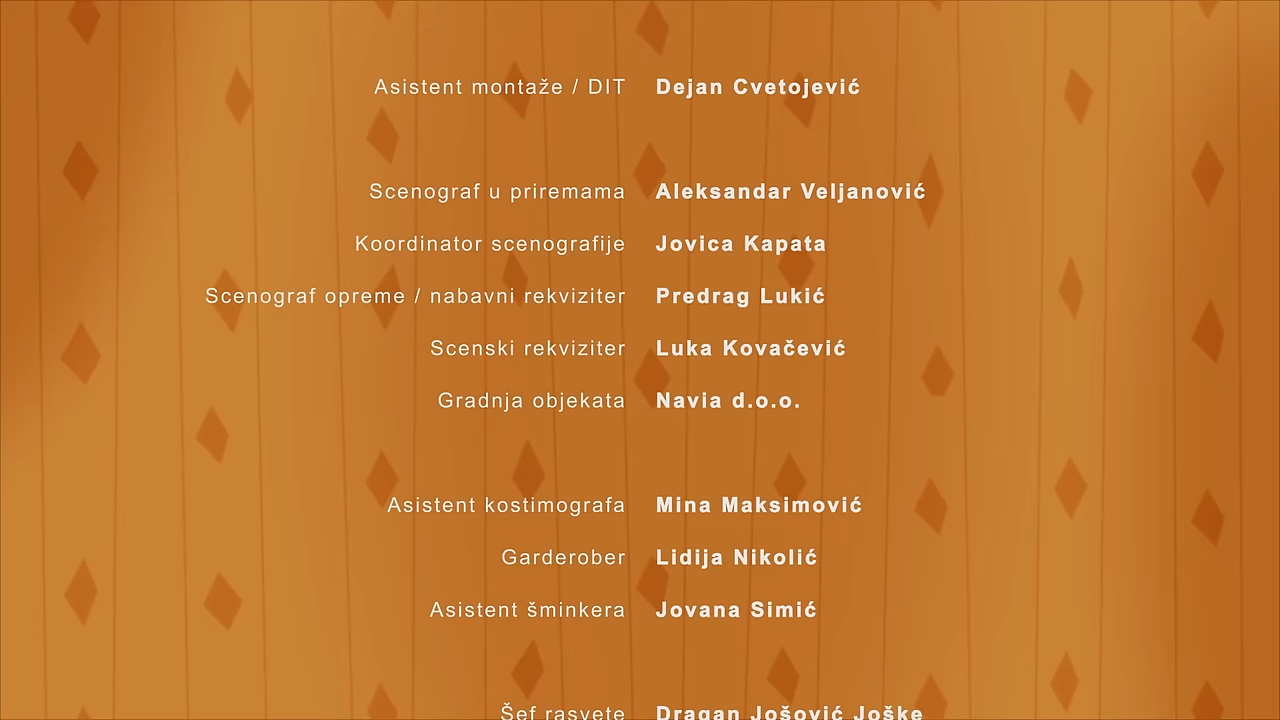 Asistent montaže / DIT Dejan Cvetojević
Scenograf u priremama Aleksandar Veljanović
Koordinator scenografije Jovica Kapata
Scenograf opreme / nabavni rekviziter Predrag Lukić
Scenski rekviziter Luka Kovačević
Gradnja objekata Navia d.o.o.
Asistent kostimografa Mina Maksimović
Garderober Lidija Nikolić
Asistent šminkera Jovana Simić
Šef rasvete Dragan Jošović Joške